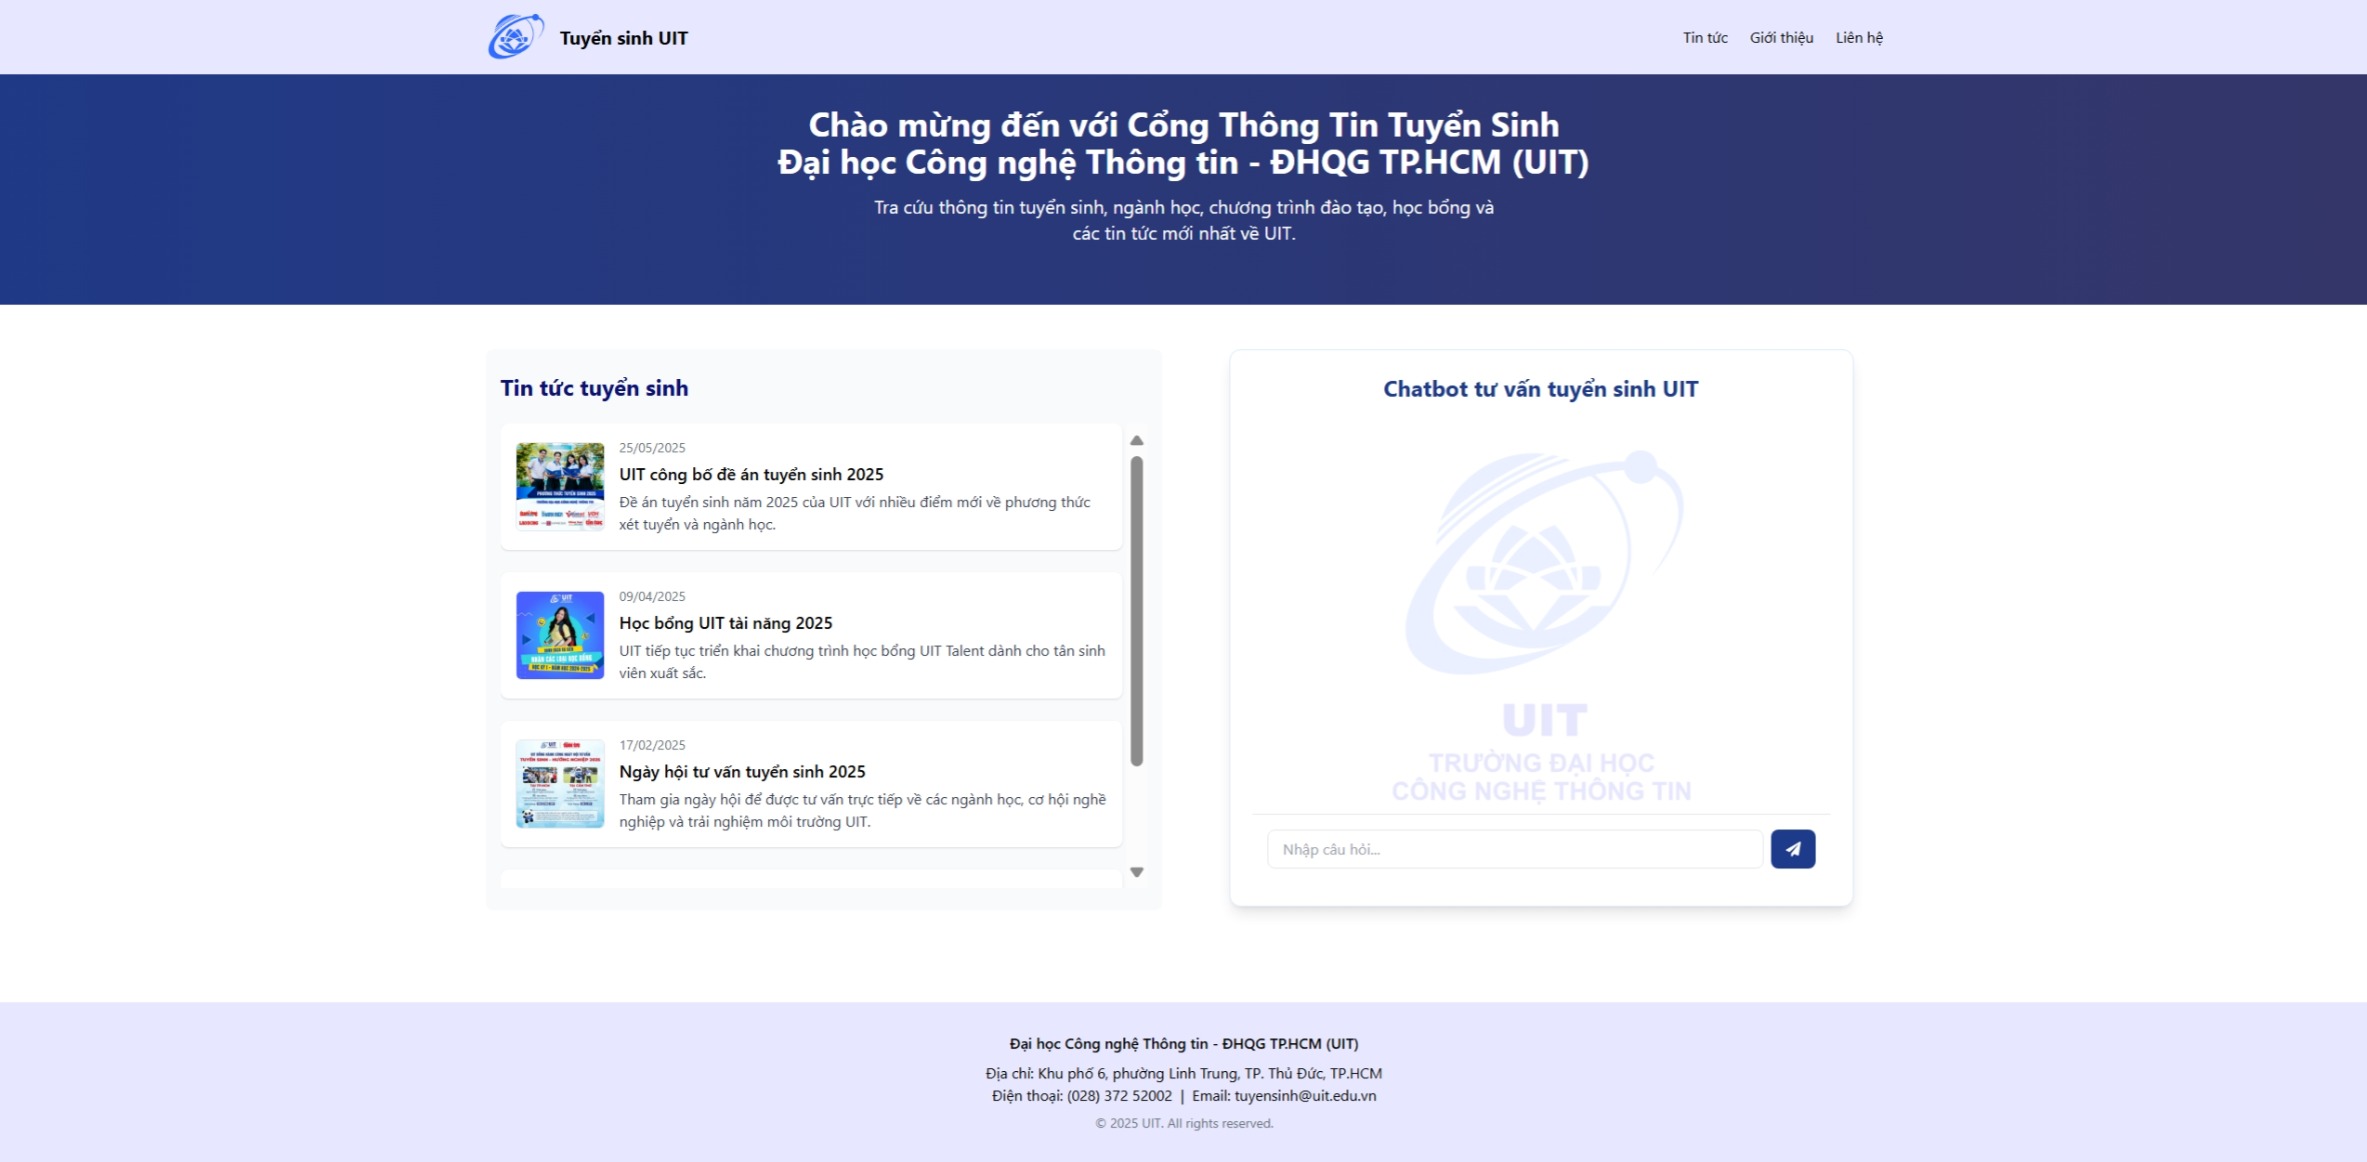 Tuyển sinh UIT
Tin tức
Giới thiệu
Liên hệ
Chào mừng đến với Cổng Thông Tin Tuyển Sinh
Đại học Công nghệ Thông tin - ĐHQG TP.HCM (UIT)
Tra cứu thông tin tuyển sinh, ngành học, chương trình đào tạo, học bổng và
các tin tức mới nhất về UIT.
Tin tức tuyển sinh
25/05/2025
UIT công bố đề án tuyển sinh 2025
Đề án tuyển sinh năm 2025 của UIT với nhiều điểm mới về phương thức
xét tuyển và ngành học.
PHƯƠNG THỨC TUYỂN SINH 2025
09/04/2025
Học bổng UIT tài năng 2025
UIT tiếp tục triển khai chương trình học bổng UIT Talent dành cho tân sinh
viên xuất sắc.
UIT
17/02/2025
Ngày hội tư vấn tuyển sinh 2025
Tham gia ngày hội để được tư vấn trực tiếp về các ngành học, cơ hội nghề
nghiệp và trải nghiệm môi trường UIT.
UIT
Chatbot tư vấn tuyển sinh UIT
UIT
TRƯỜNG ĐẠI HỌC
CÔNG NGHỆ THÔNG TIN
Nhập câu hỏi...
Đại học Công nghệ Thông tin - ĐHQG TP.HCM (UIT)
Địa chỉ: Khu phố 6, phường Linh Trung, TP. Thủ Đức, TP.HCM
Điện thoại: (028) 372 52002 | Email: tuyensinh@uit.edu.vn
© 2025 UIT. All rights reserved.